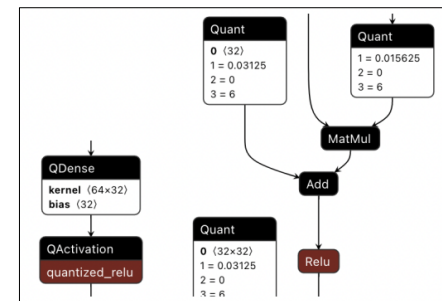 Quant
0 ⟨32⟩
1 = 0.03125
2 = 0
3 = 6
Quant
1 = 0.015625
2 = 0
3 = 6
MatMul
QDense
kernel ⟨64×32⟩
bias ⟨32⟩
Add
Quant
0 ⟨32×32⟩
1 = 0.03125
2 = 0
3 = 6
QActivation
quantized_relu
Relu